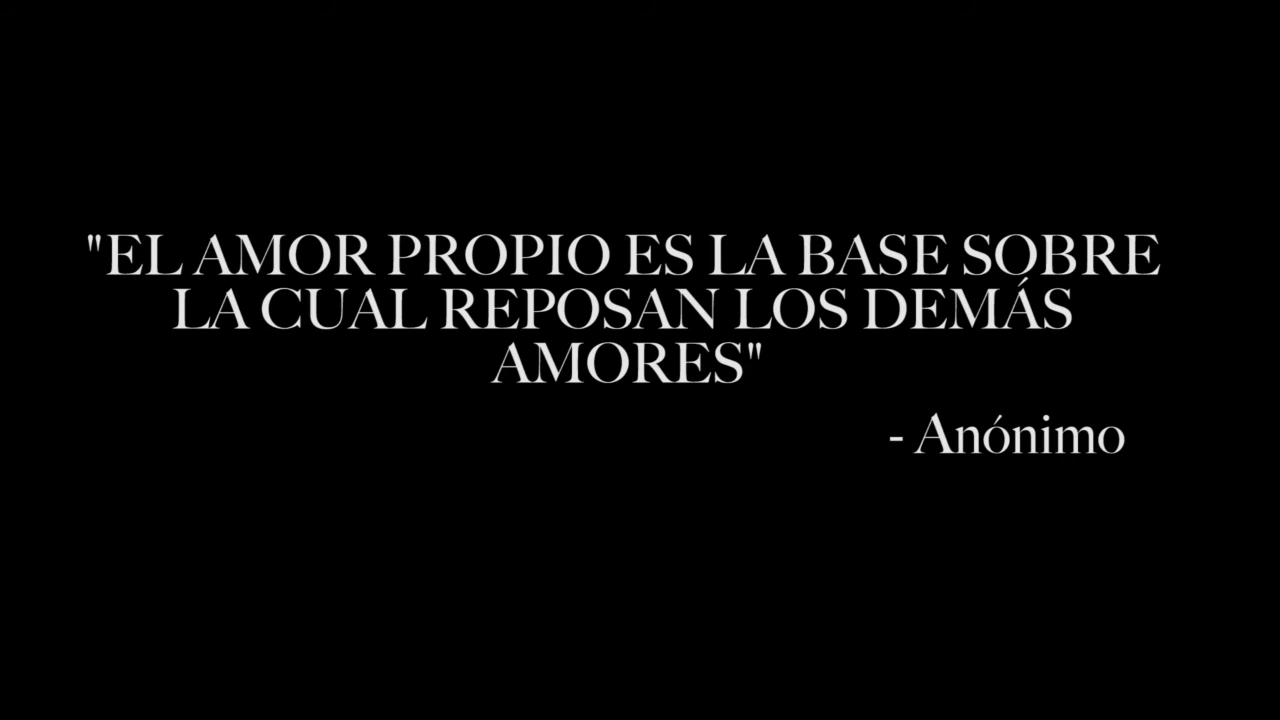 "EL AMOR PROPIO ES LA BASE SOBRE
LA CUAL REPOSAN LOS DEMÁS
AMORES"
- Anónimo